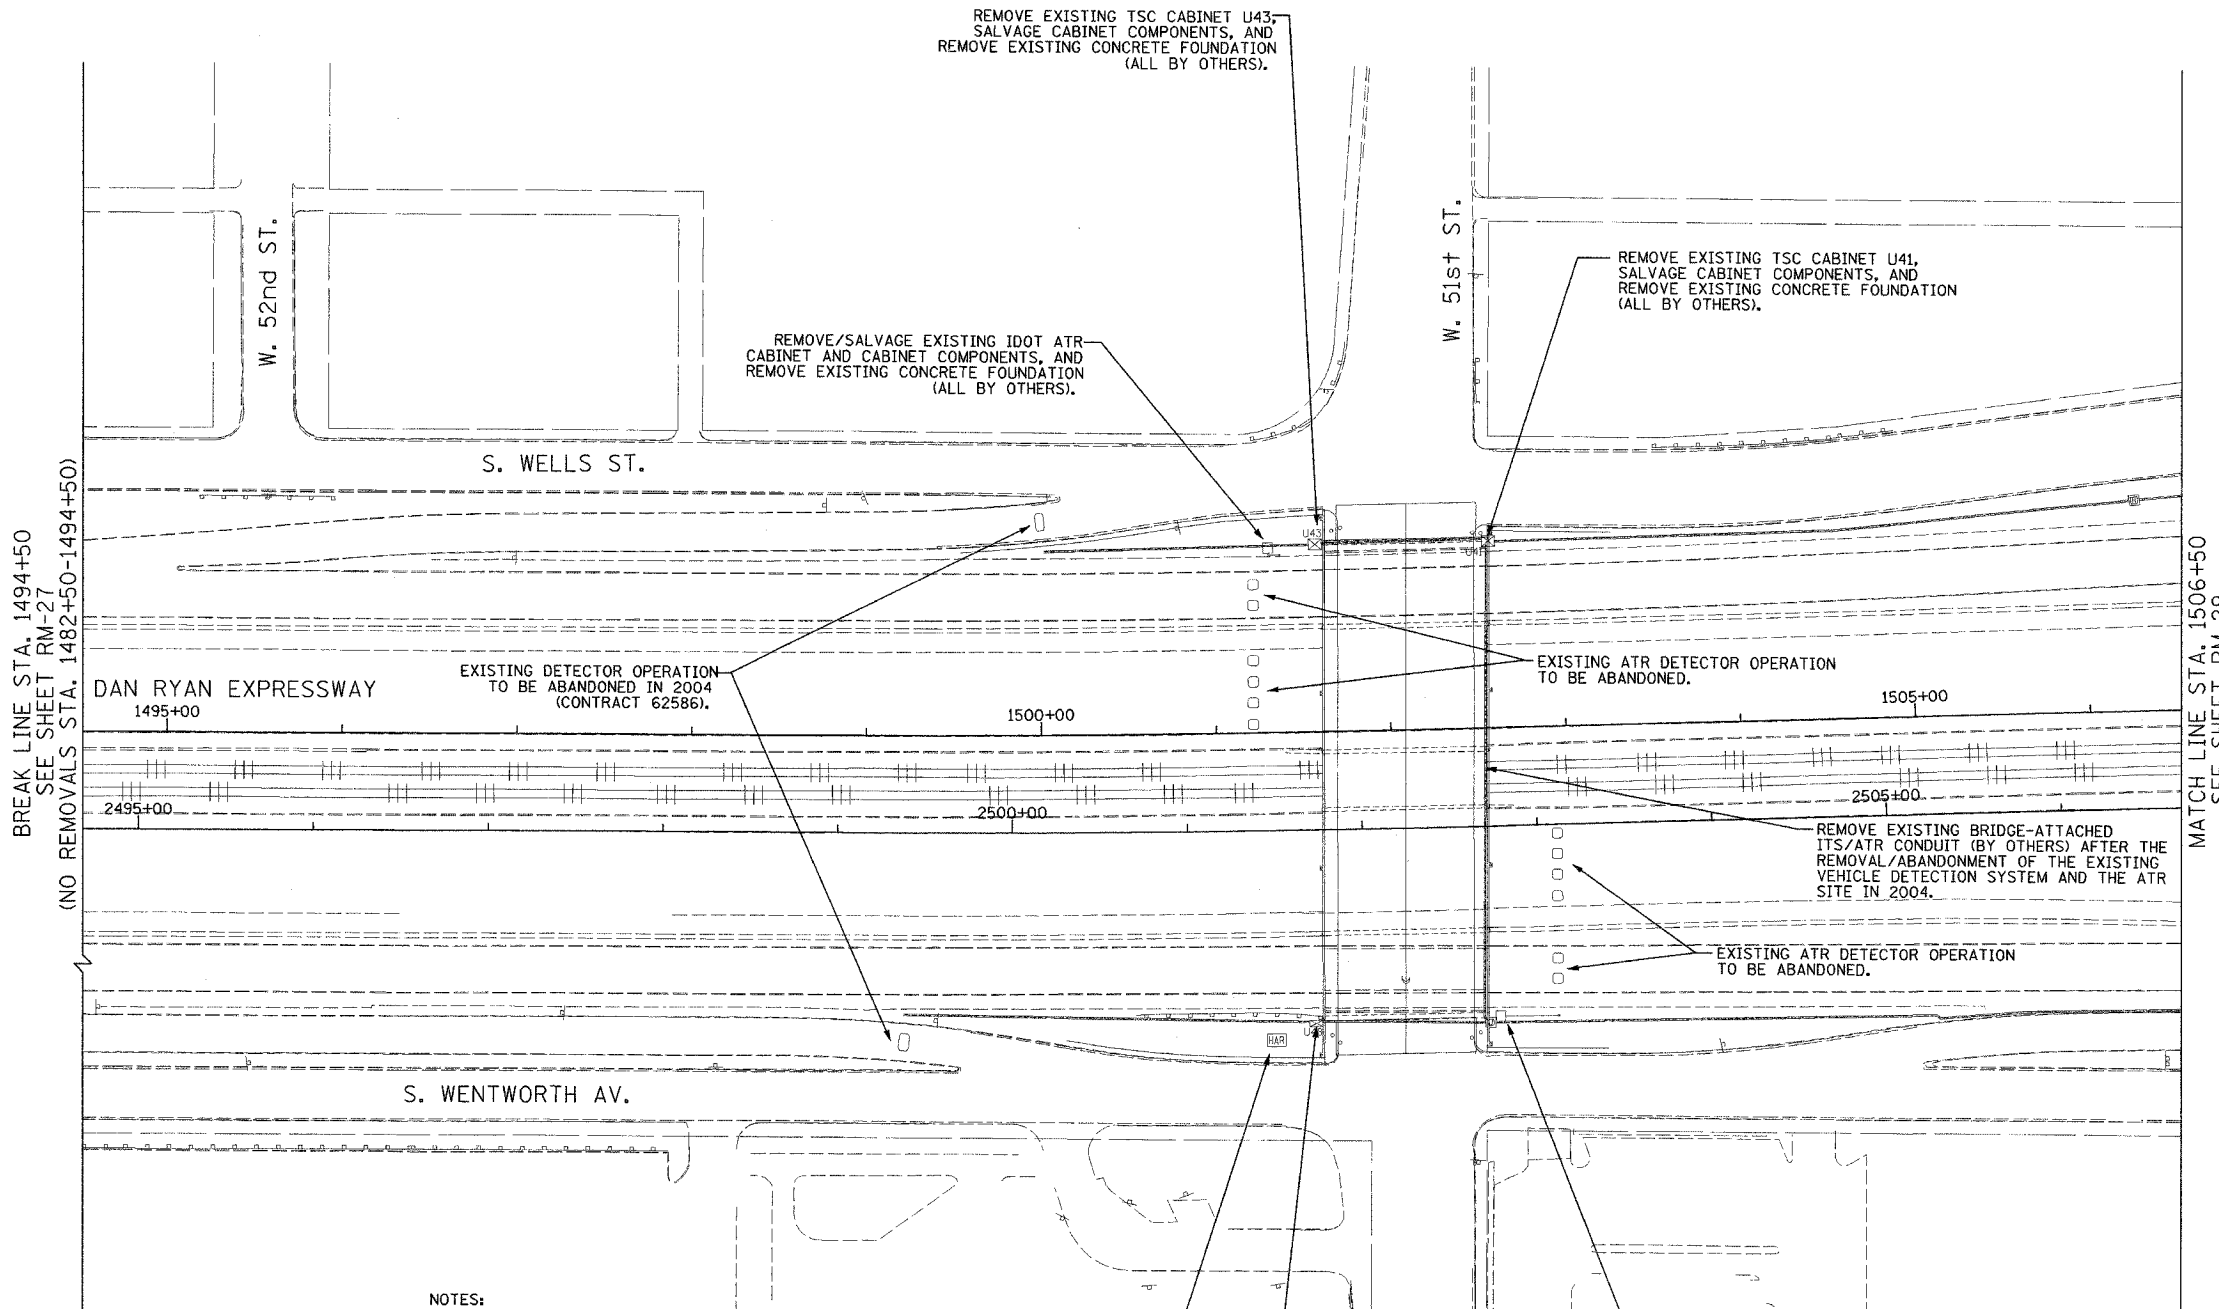 REMOVE EXISTING TSC CABINET U43,
SALVAGE CABINET COMPONENTS, AND
REMOVE EXISTING CONCRETE FOUNDATION
(ALL BY OTHERS).
W. 52nd ST.
W. 51st ST.
REMOVE EXISTING TSC CABINET U41,
SALVAGE CABINET COMPONENTS, AND
REMOVE EXISTING CONCRETE FOUNDATION
(ALL BY OTHERS).
REMOVE/SALVAGE EXISTING IDOT ATR
CABINET AND CABINET COMPONENTS, AND
REMOVE EXISTING CONCRETE FOUNDATION
(ALL BY OTHERS).
S. WELLS ST.
BREAK LINE STA. 1494+50
SEE SHEET RM-27
(NO REMOVALS STA. 1482+50-1494+50)
U43
U41
EXISTING DETECTOR OPERATION
TO BE ABANDONED IN 2004
(CONTRACT 62586).
EXISTING ATR DETECTOR OPERATION
TO BE ABANDONED.
DAN RYAN EXPRESSWAY
1495+00
1500+00
1505+00
2495+00
2500+00
2505+00
MATCH LINE STA. 1506+50
SEE SHEET
REMOVE EXISTING BRIDGE-ATTACHED
ITS/ATR CONDUIT (BY OTHERS) AFTER THE
REMOVAL/ABANDONMENT OF THE EXISTING
VEHICLE DETECTION SYSTEM AND THE ATR
SITE IN 2004.
EXISTING ATR DETECTOR OPERATION
TO BE ABANDONED.
HAR
S. WENTWORTH AV.
NOTES: